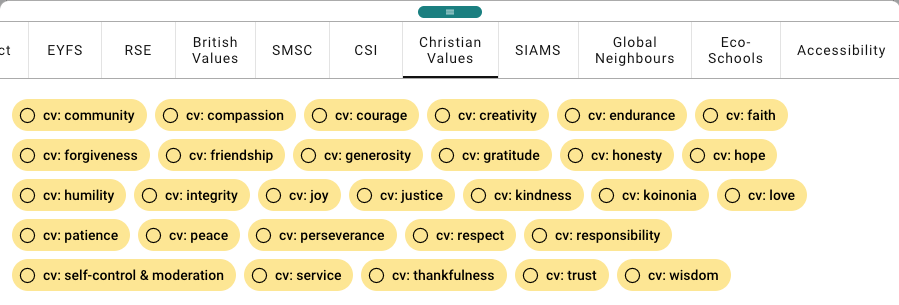 ct EYFS RSE British Values SMSC CSI Christian Values SIAMS Global Neighbours Eco-Schools Accessibility
cv: community cv: compassion cv: courage cv: creativity cv: endurance cv: faith
cv: forgiveness cv: friendship cv: generosity cv: gratitude cv: honesty cv: hope
cv: humility cv: integrity cv: joy cv: justice cv: kindness cv: koinonia cv: love
cv: patience cv: peace cv: perseverance cv: respect cv: responsibility
cv: self-control & moderation cv: service cv: thankfulness cv: trust cv: wisdom